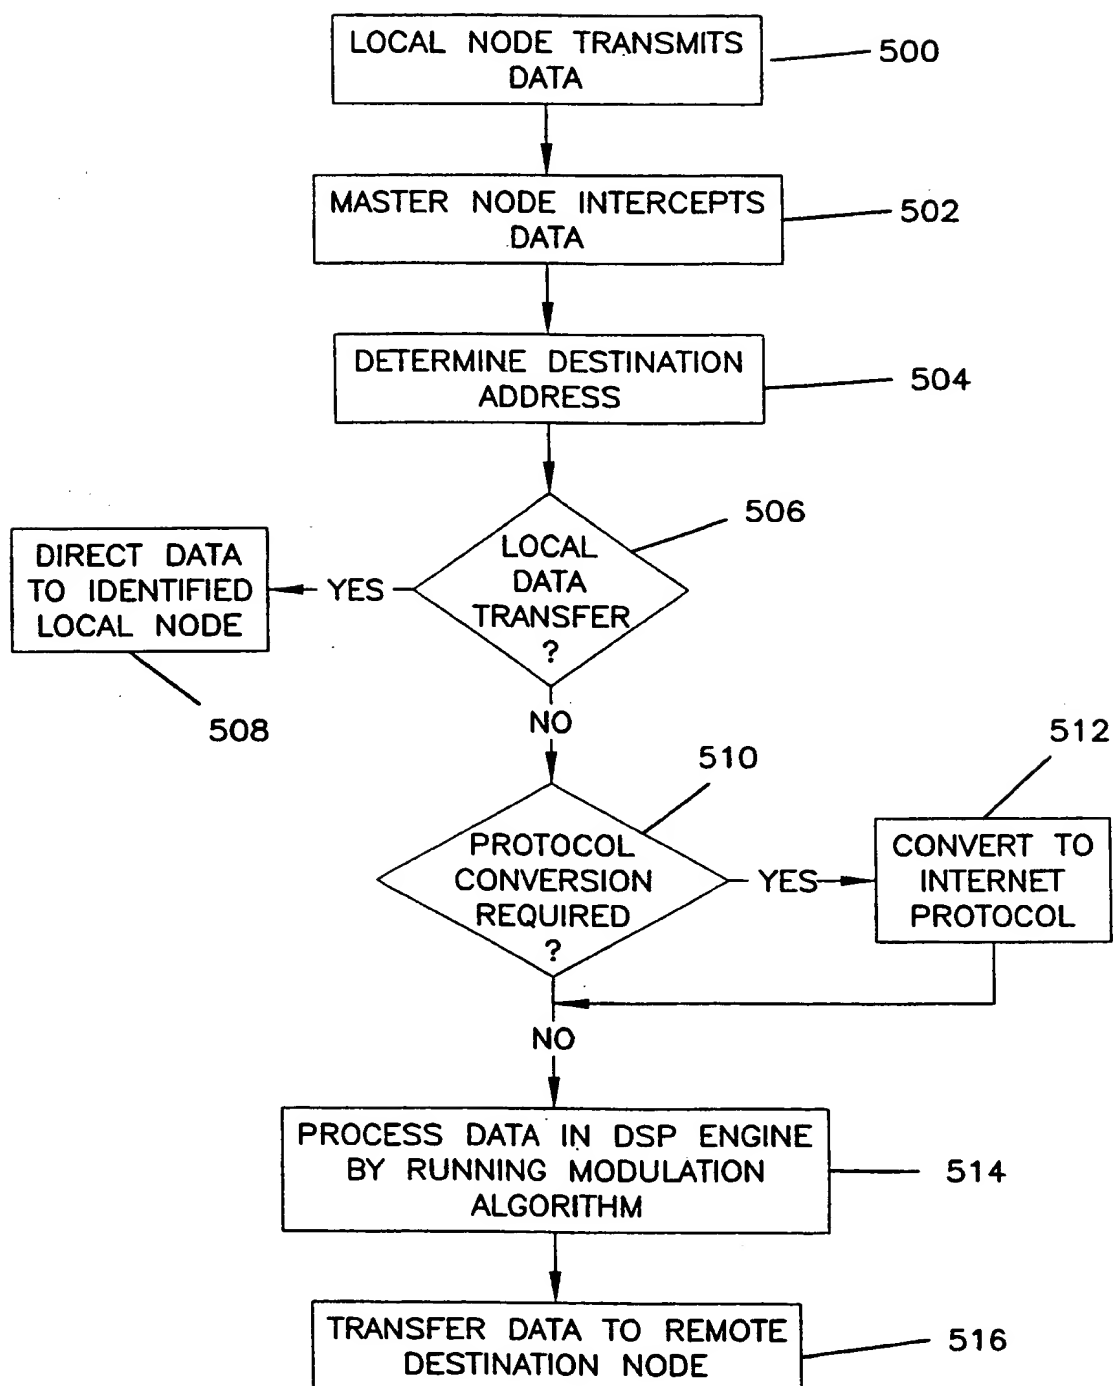 LOCAL NODE TRANSMITS
DATA
500
MASTER NODE INTERCEPTS
DATA
502
DETERMINE DESTINATION
ADDRESS
504
506
LOCAL
DATA
TRANSFER
?
YES
DIRECT DATA
TO IDENTIFIED
LOCAL NODE
508
NO
510
512
PROTOCOL
CONVERSION
REQUIRED
?
YES
CONVERT TO
INTERNET
PROTOCOL
NO
PROCESS DATA IN DSP ENGINE
BY RUNNING MODULATION
ALGORITHM
514
TRANSFER DATA TO REMOTE
DESTINATION NODE
516